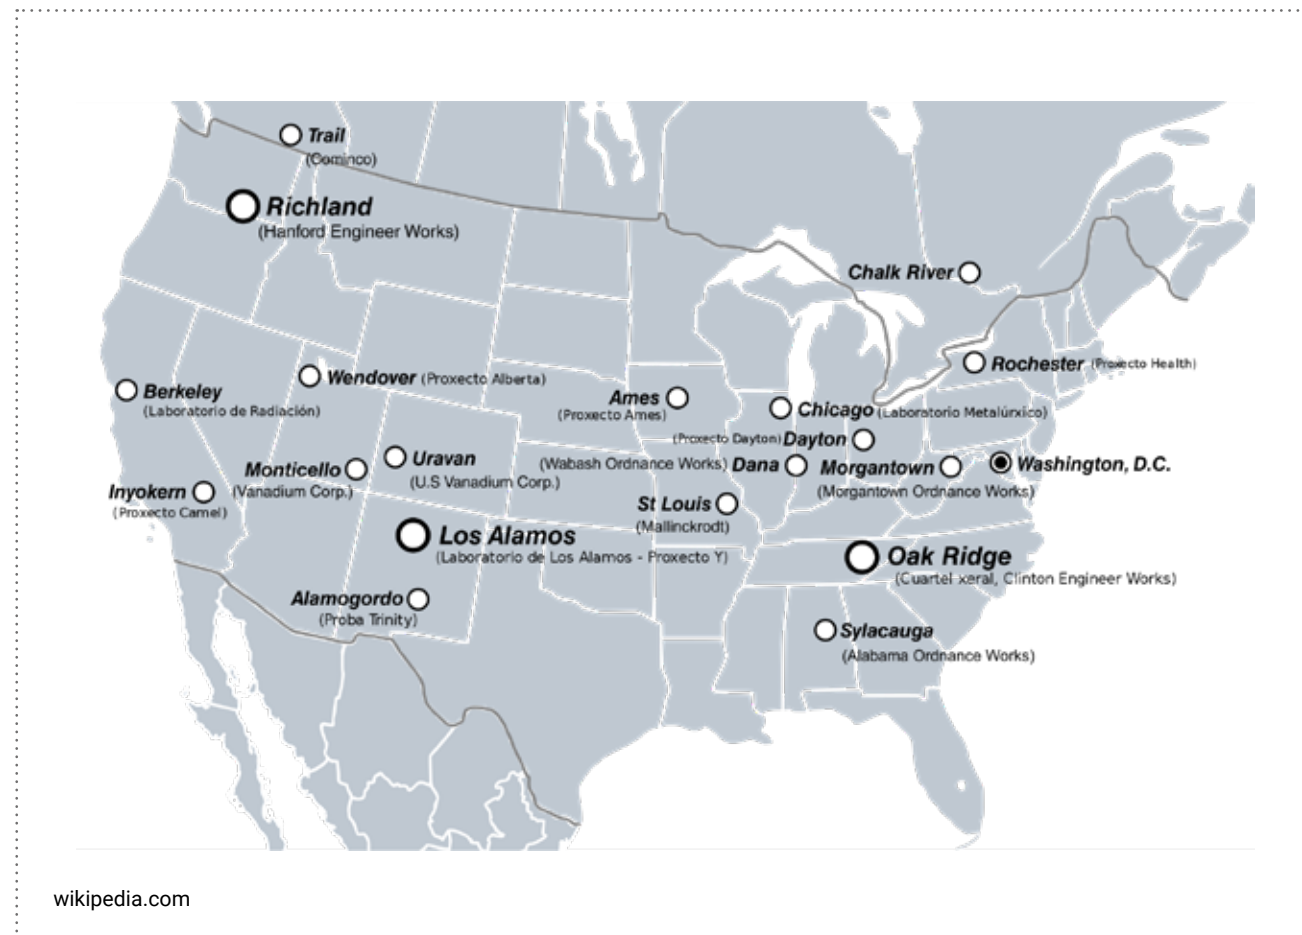 Trail
(Cominco)
Richland
(Hanford Engineer Works)
Chalk River
Rochester (Proxecto Health)
Wendover (Proxecto Alberta)
Berkeley
(Laboratorio de Radiación)
Ames
(Proxecto Ames)
Chicago (Laboratorio Metalúrxico)
(Proxecto Dayton) Dayton
Uravan
(U.S Vanadium Corp.)
Monticello
(Vanadium Corp.)
(Wabash Ordnance Works) Dana
Morgantown
(Morgantown Ordnance Works)
Washington, D.C.
Inyokern
(Proxecto Camel)
St Louis
(Mallinckrodt)
Los Alamos
(Laboratorio de Los Alamos - Proxecto Y)
Oak Ridge
(Cuartel xeral, Clinton Engineer Works)
Alamogordo
(Proba Trinity)
Sylacauga
(Alabama Ordnance Works)
wikipedia.com